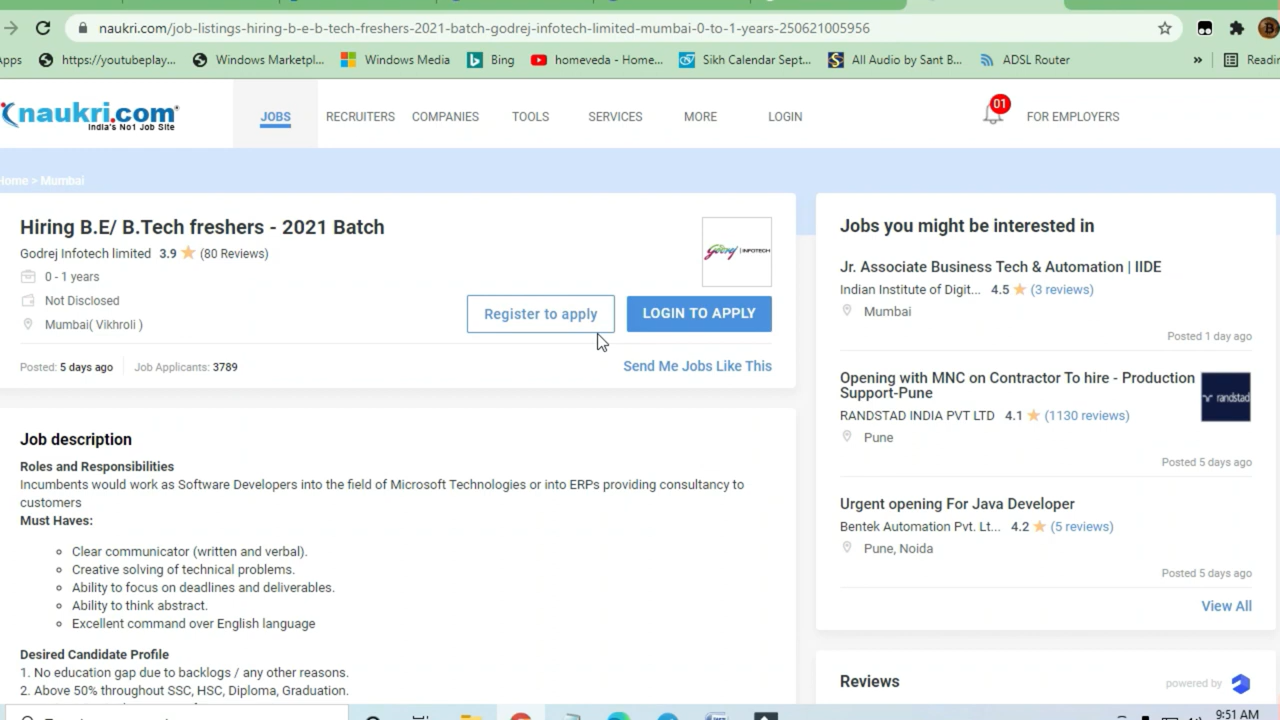 naukri.com/job-listings-hiring-b-e-b-tech-freshers-2021-batch-godrej-infotech-limited-mumbai-0-to-1-years-250621005956
https://youtubeplay... Windows Marketpl... Windows Media Bing homeveda - Home... Sikh Calendar Sept... All Audio by Sant B... ADSL Router »
naukri.com
India's No1 Job Site
JOBS RECRUITERS COMPANIES TOOLS SERVICES MORE LOGIN 01 FOR EMPLOYERS
Home > Mumbai
Hiring B.E/ B.Tech freshers - 2021 Batch
Godrej Infotech limited 3.9 (80 Reviews)
Godrej | INFOTECH
0 - 1 years
Not Disclosed
Mumbai( Vikhroli )
Register to apply LOGIN TO APPLY
Posted: 5 days ago Job Applicants: 3789 Send Me Jobs Like This
Job description
Roles and Responsibilities
Incumbents would work as Software Developers into the field of Microsoft Technologies or into ERPs providing consultancy to
customers
Must Haves:
Clear communicator (written and verbal).
Creative solving of technical problems.
Ability to focus on deadlines and deliverables.
Ability to think abstract.
Excellent command over English language
Desired Candidate Profile
1. No education gap due to backlogs / any other reasons.
2. Above 50% throughout SSC, HSC, Diploma, Graduation.
Jobs you might be interested in
Jr. Associate Business Tech & Automation | IIDE
Indian Institute of Digit... 4.5 (3 reviews)
Mumbai
Posted 1 day ago
Opening with MNC on Contractor To hire - Production
Support-Pune
randstad
RANDSTAD INDIA PVT LTD 4.1 (1130 reviews)
Pune
Posted 5 days ago
Urgent opening For Java Developer
Bentek Automation Pvt. Lt... 4.2 (5 reviews)
Pune, Noida
Posted 5 days ago
View All
Reviews powered by
9:51 AM